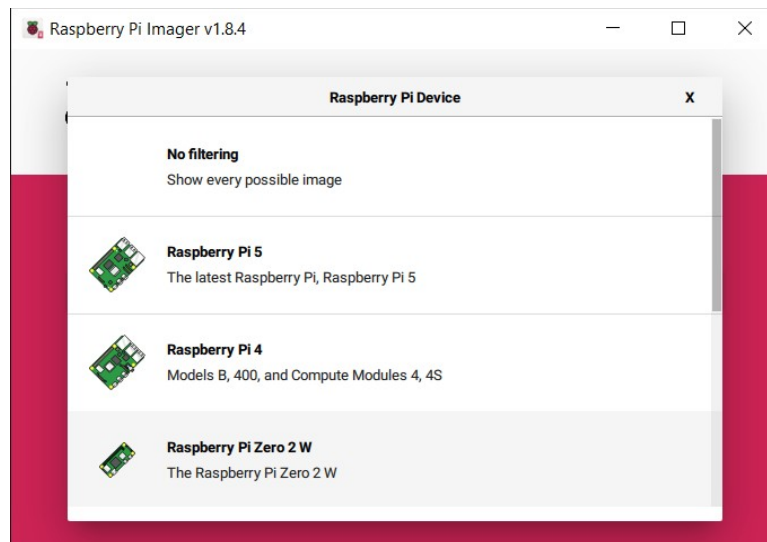 Raspberry Pi Imager v1.8.4
Raspberry Pi Device
X
No filtering
Show every possible image
Raspberry Pi 5
The latest Raspberry Pi, Raspberry Pi 5
Raspberry Pi 4
Models B, 400, and Compute Modules 4, 4S
Raspberry Pi Zero 2 W
The Raspberry Pi Zero 2 W